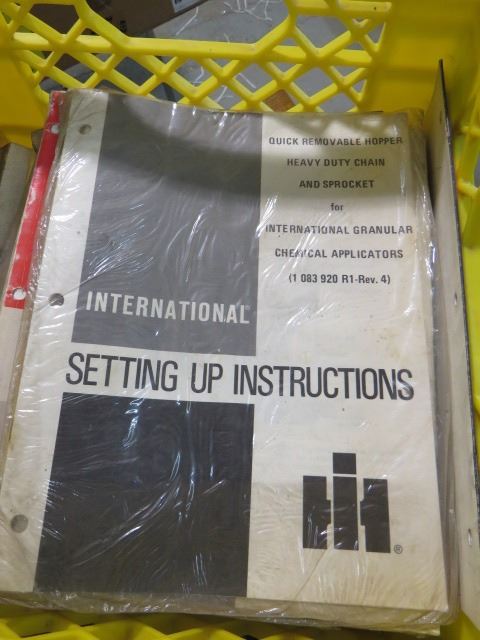 QUICK REMOVABLE HOPPER
HEAVY DUTY CHAIN
AND SPROCKET
for
INTERNATIONAL GRANULAR
CHEMICAL APPLICATORS
(1 083 920 R1-Rev. 4)
INTERNATIONAL®
SETTING UP INSTRUCTIONS
IH®